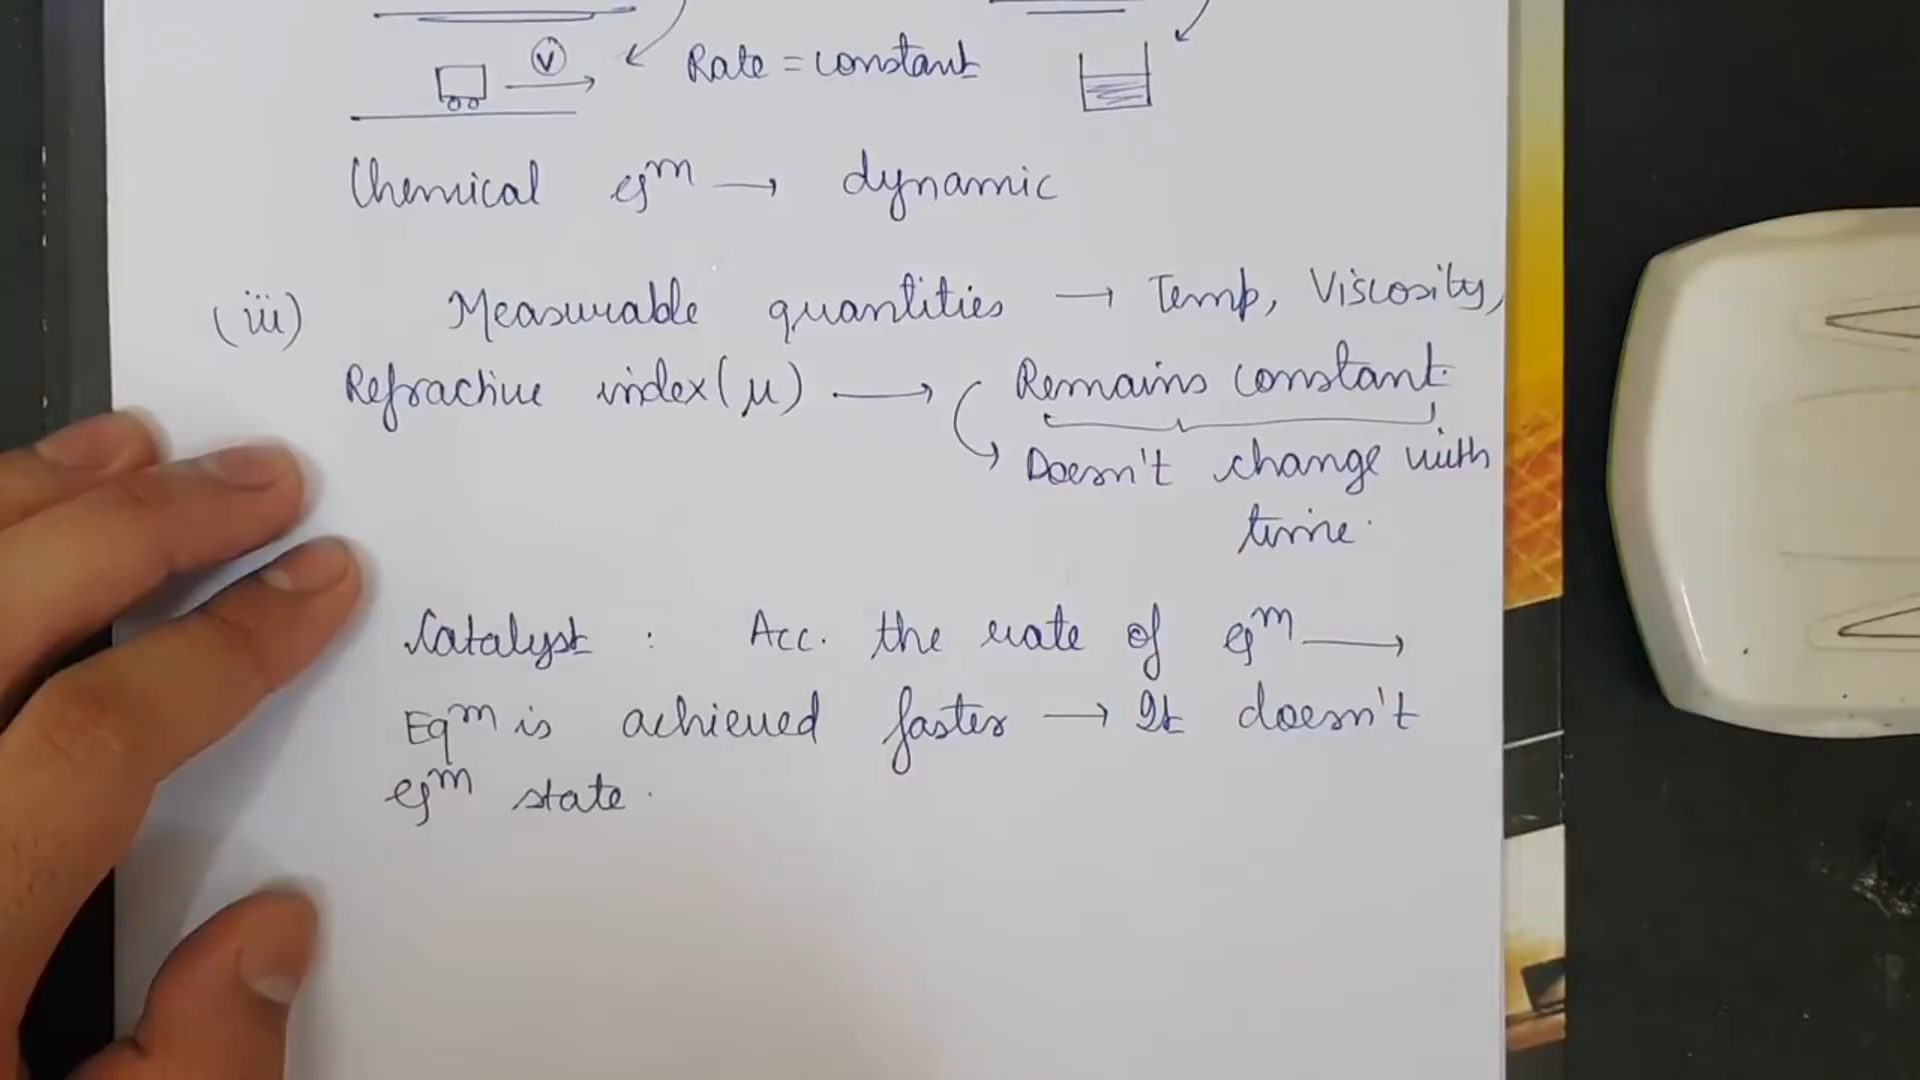 V Rate = constant
Chemical eqm → dynamic
(iii) Measurable quantities → Temp, Viscosity,
Refractive index (μ) → Remains constant.
Doesn't change with
time.
Catalyst : Acc. the rate of eqm →
Eqm is achieved faster → It doesn't
eqm state.